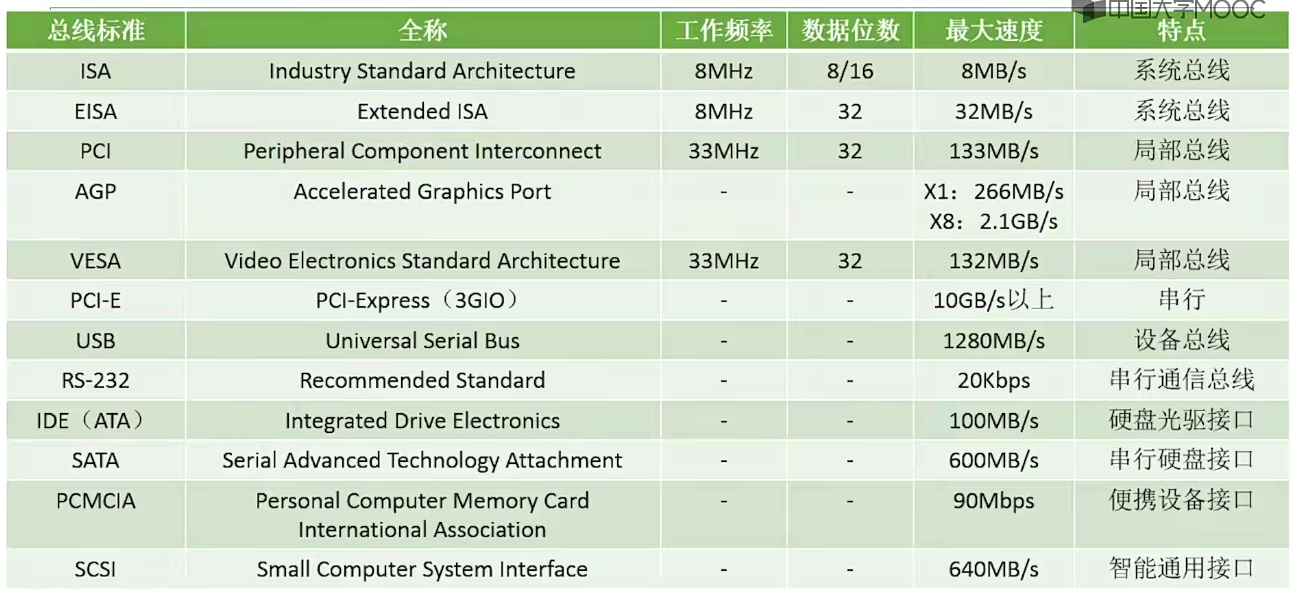 中国大学MOOC
总线标准 全称 工作频率 数据位数 最大速度 特点
ISA Industry Standard Architecture 8MHz 8/16 8MB/s 系统总线
EISA Extended ISA 8MHz 32 32MB/s 系统总线
PCI Peripheral Component Interconnect 33MHz 32 133MB/s 局部总线
AGP Accelerated Graphics Port - - X1：266MB/s 局部总线
X8：2.1GB/s
VESA Video Electronics Standard Architecture 33MHz 32 132MB/s 局部总线
PCI-E PCI-Express（3GIO） - - 10GB/s以上 串行
USB Universal Serial Bus - - 1280MB/s 设备总线
RS-232 Recommended Standard - - 20Kbps 串行通信总线
IDE（ATA） Integrated Drive Electronics - - 100MB/s 硬盘光驱接口
SATA Serial Advanced Technology Attachment - - 600MB/s 串行硬盘接口
PCMCIA Personal Computer Memory Card - - 90Mbps 便携设备接口
International Association
SCSI Small Computer System Interface - - 640MB/s 智能通用接口